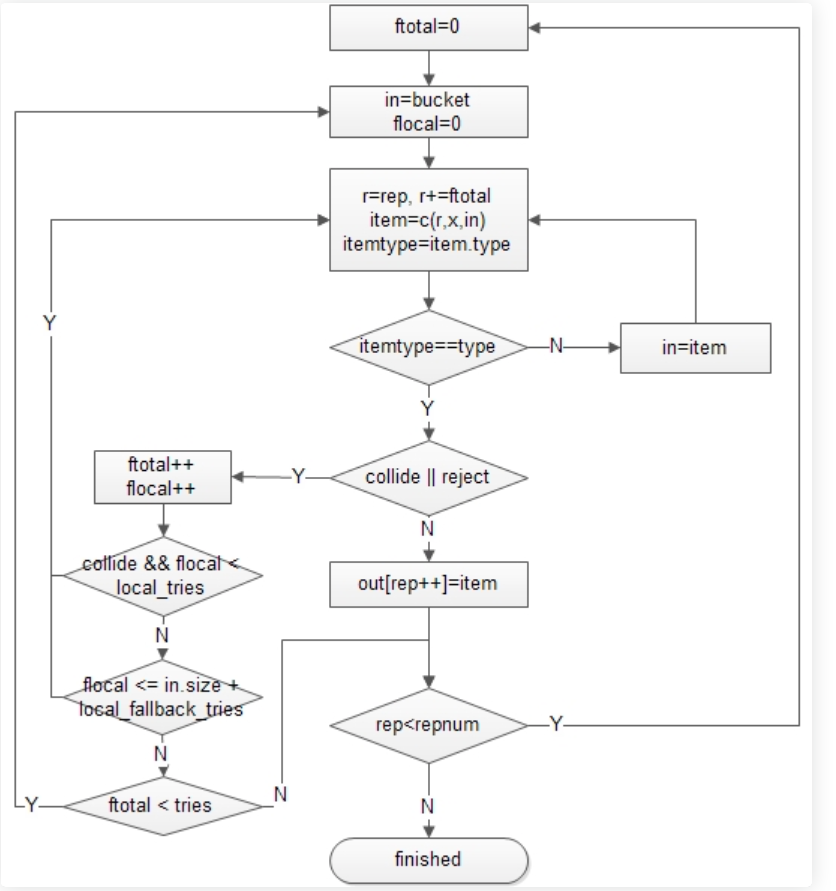 ftotal=0
in=bucket
flocal=0
r=rep, r+=ftotal
item=c(r,x,in)
itemtype=item.type
Y
itemtype==type
N
in=item
Y
ftotal++
flocal++
Y
collide || reject
N
collide && flocal <
local_tries
out[rep++]=item
N
flocal <= in.size +
local_fallback_tries
rep<repnum
Y
N
Y
ftotal < tries
N
N
finished